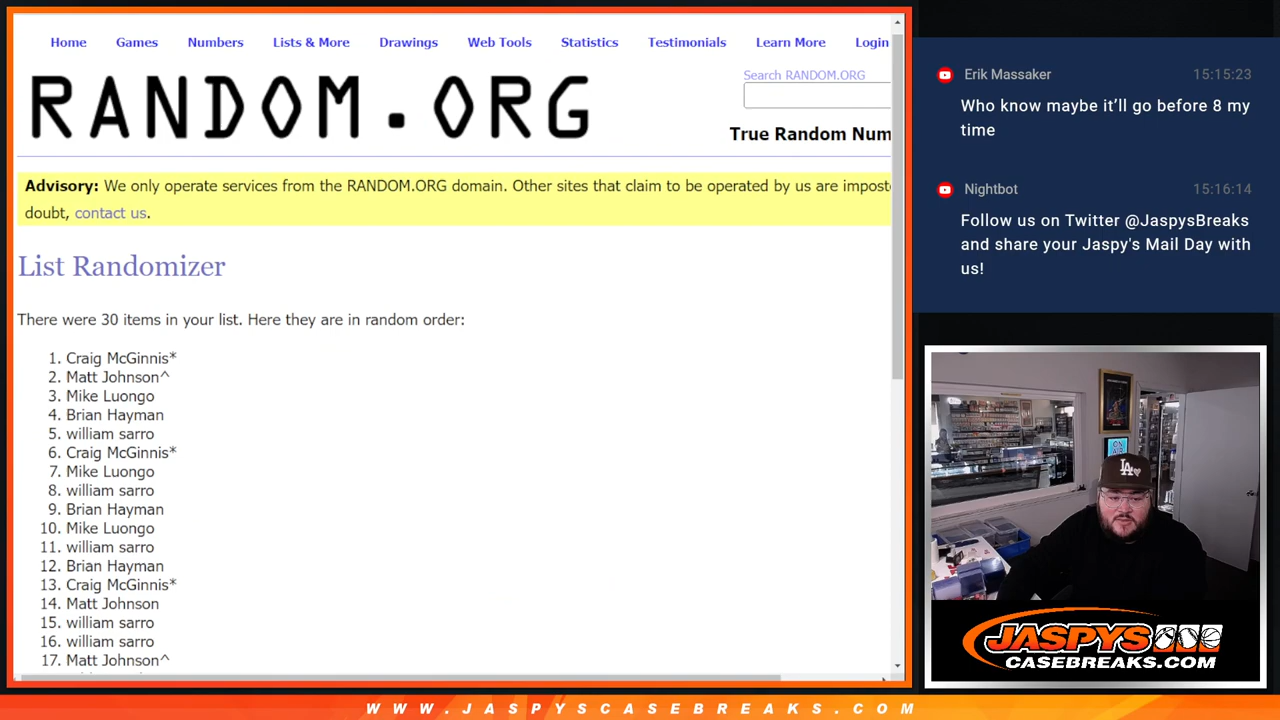 Home Games Numbers Lists & More Drawings Web Tools Statistics Testimonials Learn More Login
RANDOM.ORG
Search RANDOM.ORG
True Random Num
Advisory: We only operate services from the RANDOM.ORG domain. Other sites that claim to be operated by us are impost
doubt, contact us.
List Randomizer
There were 30 items in your list. Here they are in random order:
1. Craig McGinnis*
2. Matt Johnson^
3. Mike Luongo
4. Brian Hayman
5. william sarro
6. Craig McGinnis*
7. Mike Luongo
8. william sarro
9. Brian Hayman
10. Mike Luongo
11. william sarro
12. Brian Hayman
13. Craig McGinnis*
14. Matt Johnson
15. william sarro
16. william sarro
17. Matt Johnson^
Erik Massaker 15:15:23
Who know maybe it’ll go before 8 my
time
Nightbot 15:16:14
Follow us on Twitter @JaspysBreaks
and share your Jaspy's Mail Day with
us!
ON
AIR
LA
JASPYS
CASEBREAKS.COM
WWW.JASPYSCASEBREAKS.COM